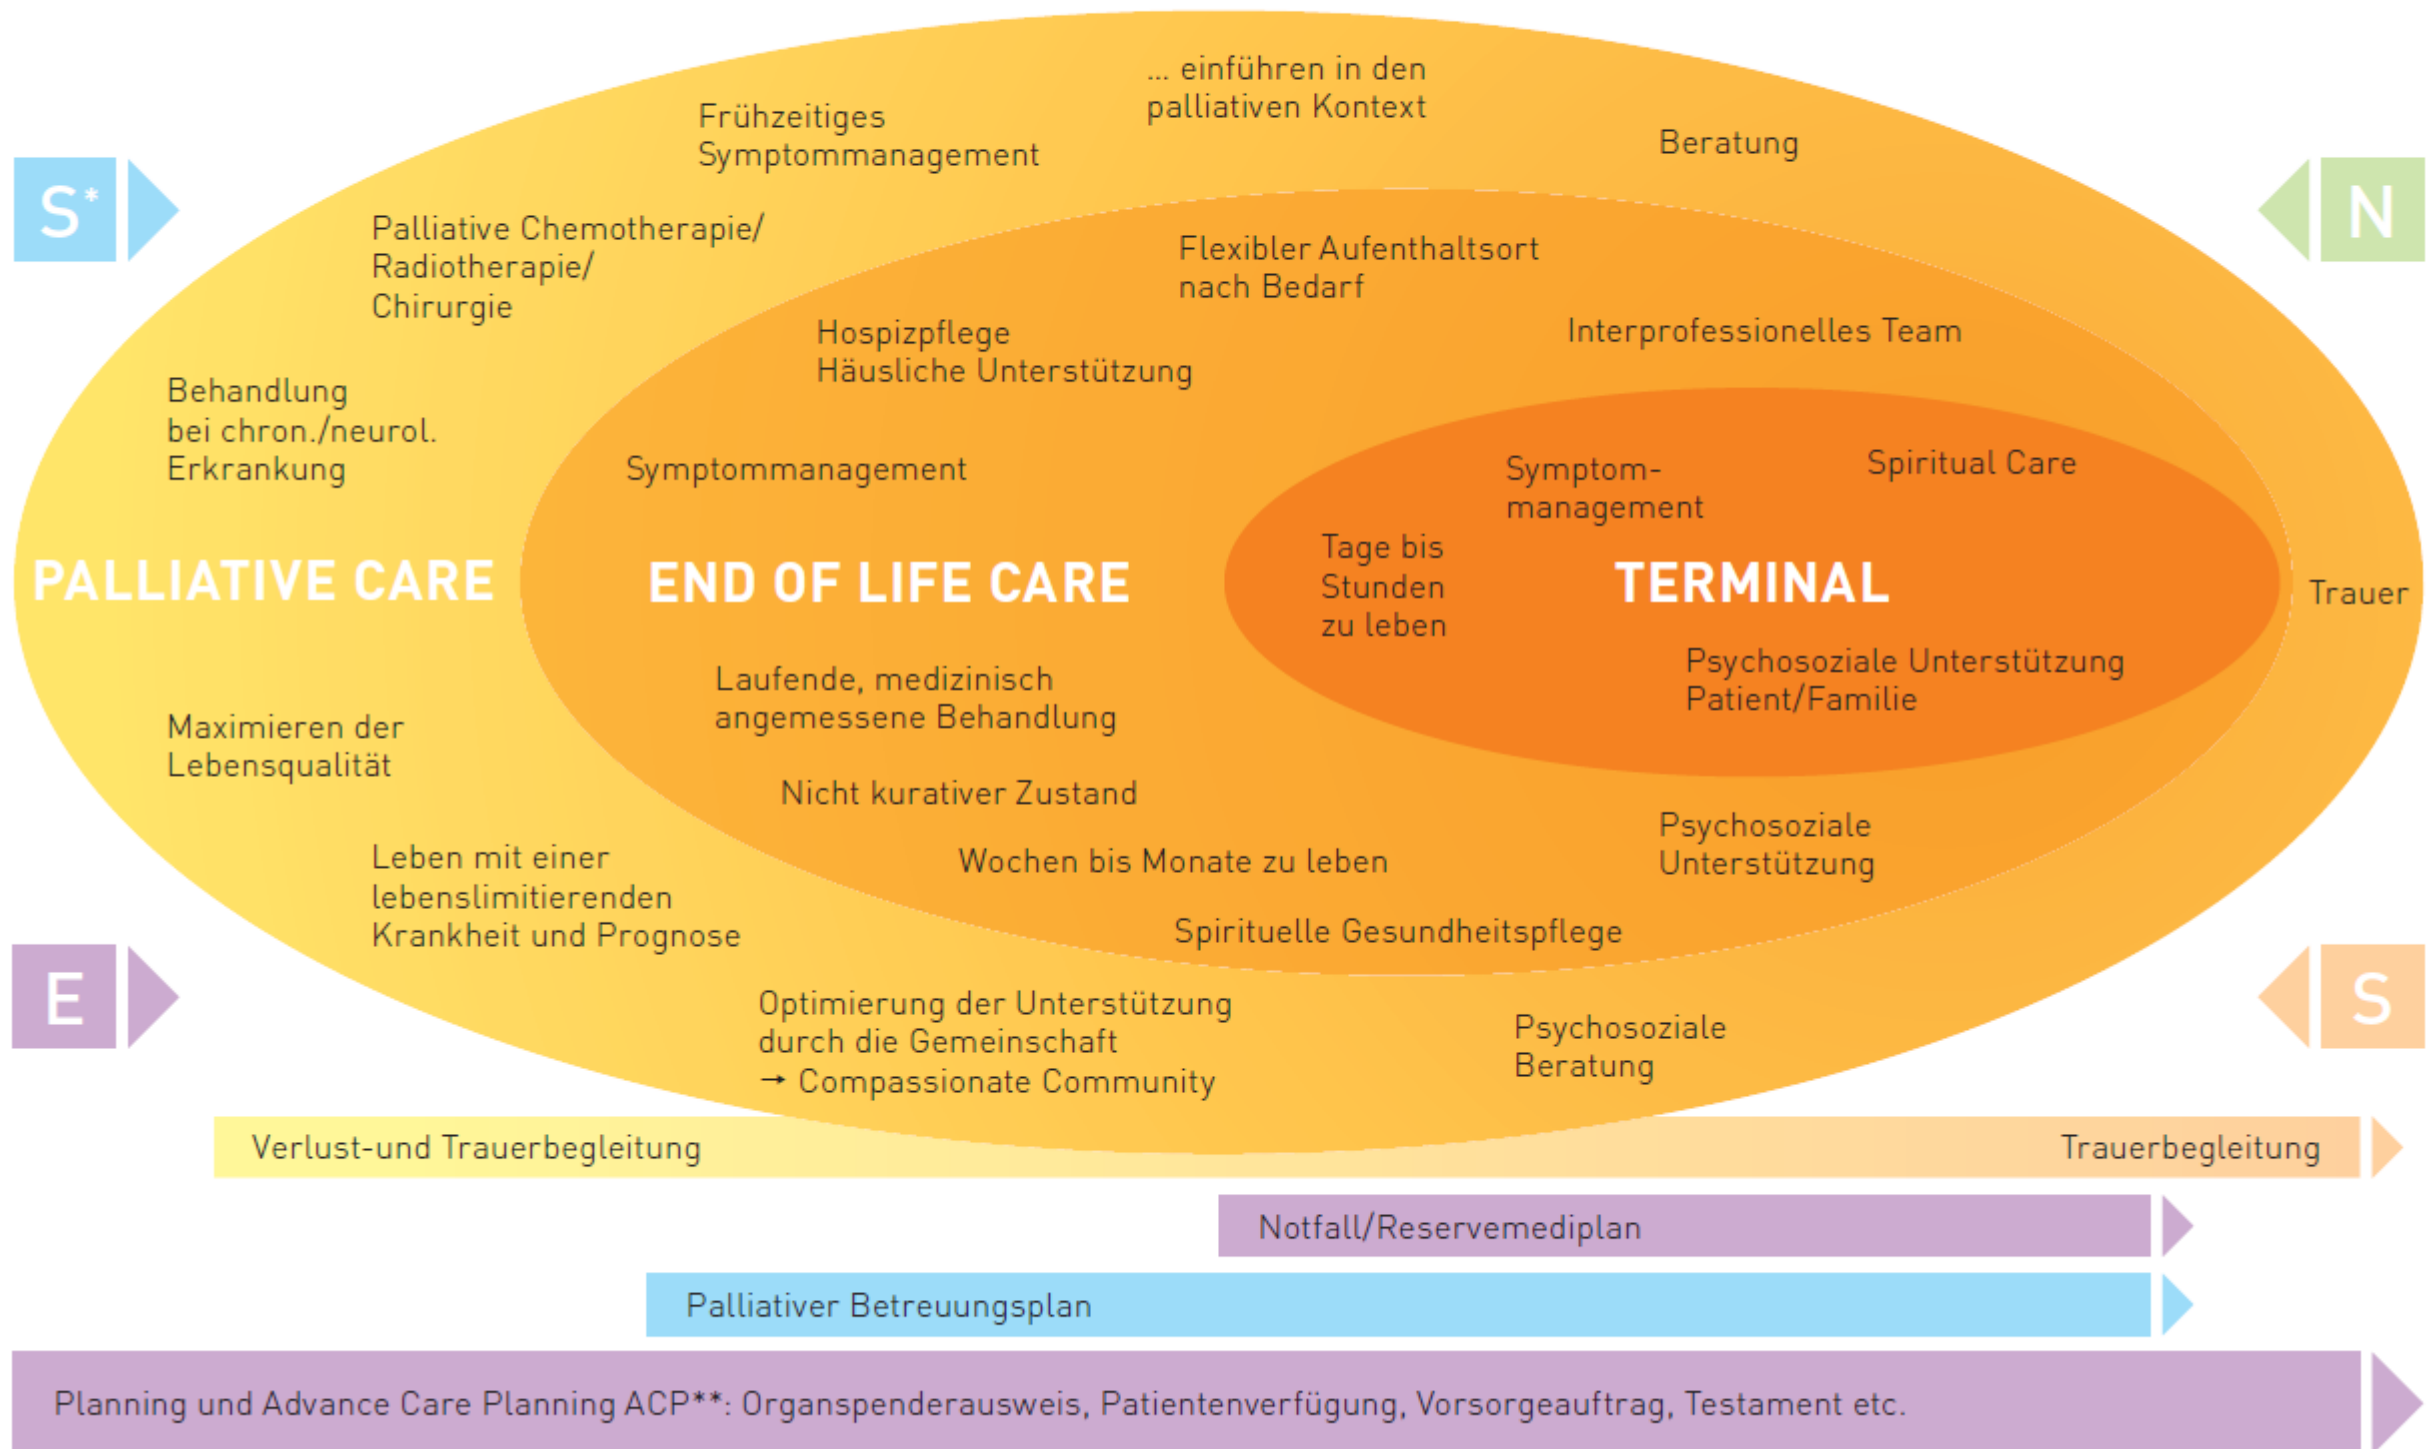 ... einführen in den
palliativen Kontext
Frühzeitiges
Symptommanagement
Beratung
S*
N
Palliative Chemotherapie/
Radiotherapie/
Chirurgie
Flexibler Aufenthaltsort
nach Bedarf
Hospizpflege
Häusliche Unterstützung
Interprofessionelles Team
Behandlung
bei chron./neurol.
Erkrankung
Symptommanagement
Symptom-
management
Spiritual Care
Tage bis
Stunden
zu leben
PALLIATIVE CARE
END OF LIFE CARE
TERMINAL
Trauer
Psychosoziale Unterstützung
Patient/Familie
Laufende, medizinisch
angemessene Behandlung
Maximieren der
Lebensqualität
Nicht kurativer Zustand
Psychosoziale
Unterstützung
Wochen bis Monate zu leben
Leben mit einer
lebenslimitierenden
Krankheit und Prognose
Spirituelle Gesundheitspflege
E
S
Optimierung der Unterstützung
durch die Gemeinschaft
→ Compassionate Community
Psychosoziale
Beratung
Verlust-und Trauerbegleitung
Trauerbegleitung
Notfall/Reservemediplan
Palliativer Betreuungsplan
Planning und Advance Care Planning ACP**: Organspenderausweis, Patientenverfügung, Vorsorgeauftrag, Testament etc.